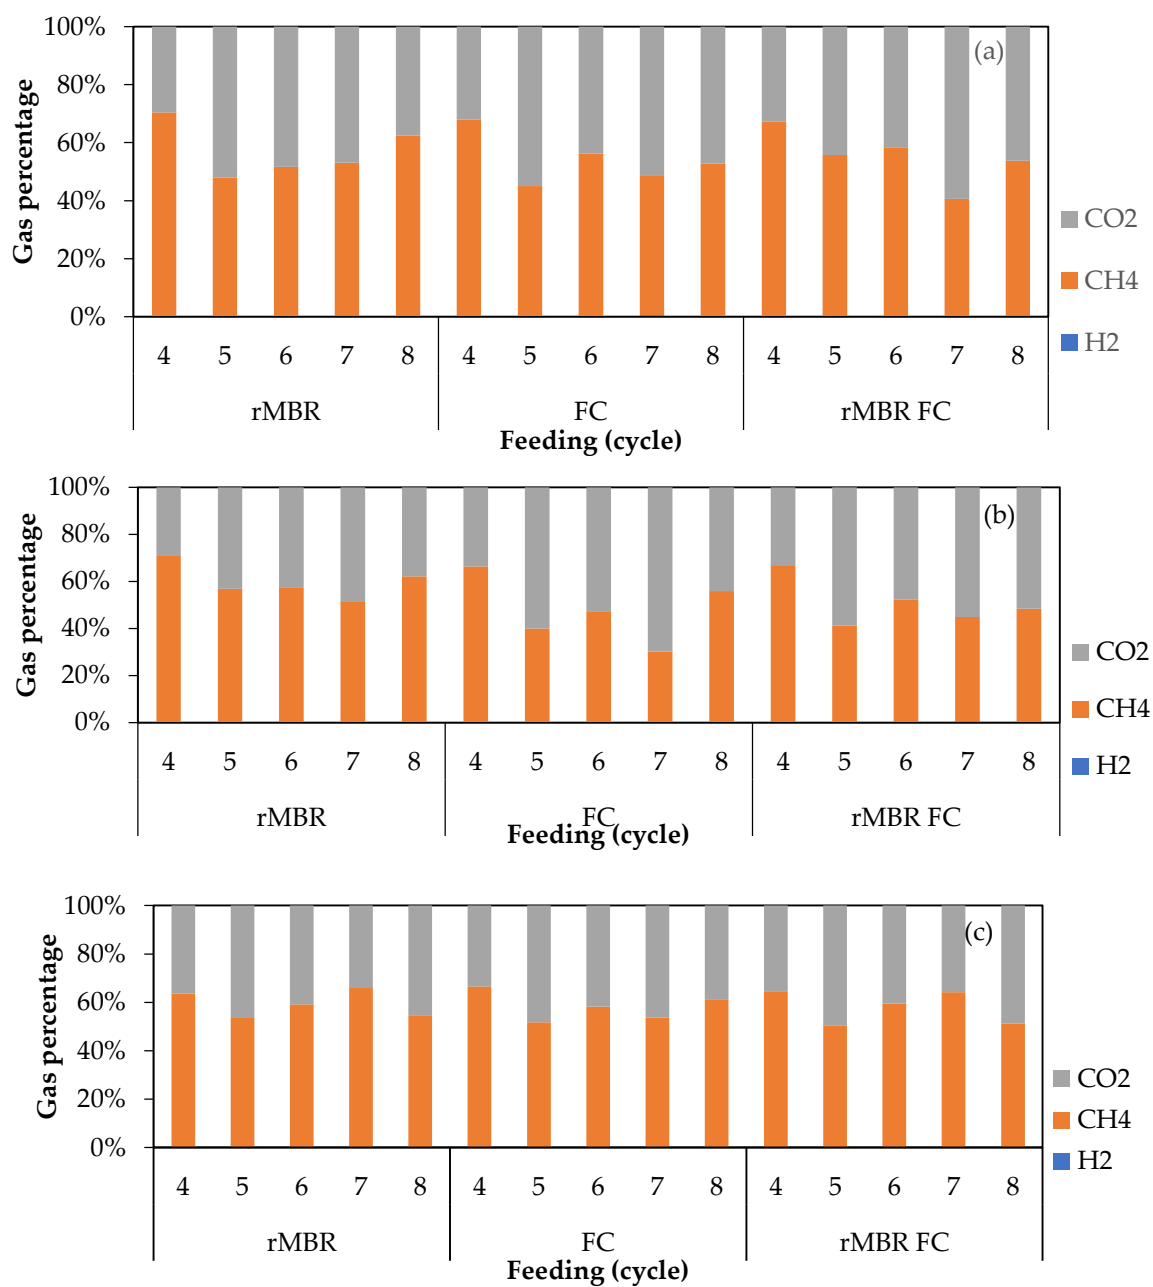 100%
(a)
80%
60%
40%
20%
0%
Gas percentage
CO2
CH4
H2
4 5 6 7 8 4 5 6 7 8 4 5 6 7 8
rMBR FC rMBR FC
Feeding (cycle)
100%
(b)
80%
60%
40%
20%
0%
Gas percentage
CO2
CH4
H2
4 5 6 7 8 4 5 6 7 8 4 5 6 7 8
rMBR FC rMBR FC
Feeding (cycle)
100%
(c)
80%
60%
40%
20%
0%
Gas percentage
CO2
CH4
H2
4 5 6 7 8 4 5 6 7 8 4 5 6 7 8
rMBR FC rMBR FC
Feeding (cycle)